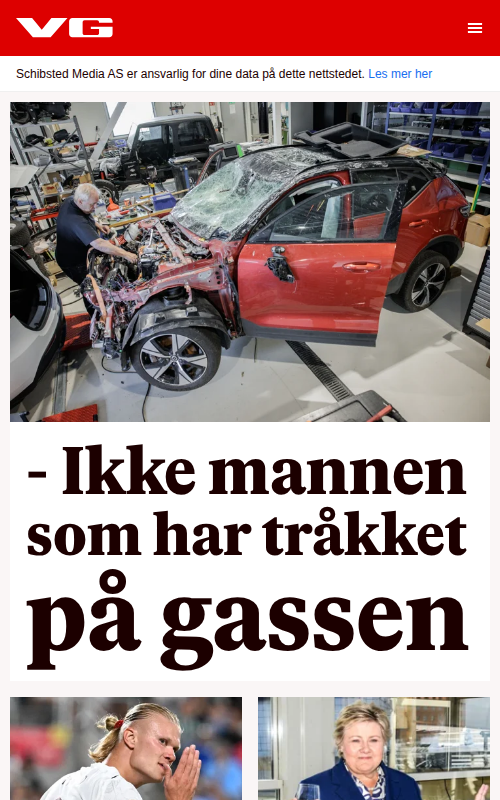 VG
Schibsted Media AS er ansvarlig for dine data på dette nettstedet. Les mer her
- Ikke mannen
som har tråkket
på gassen